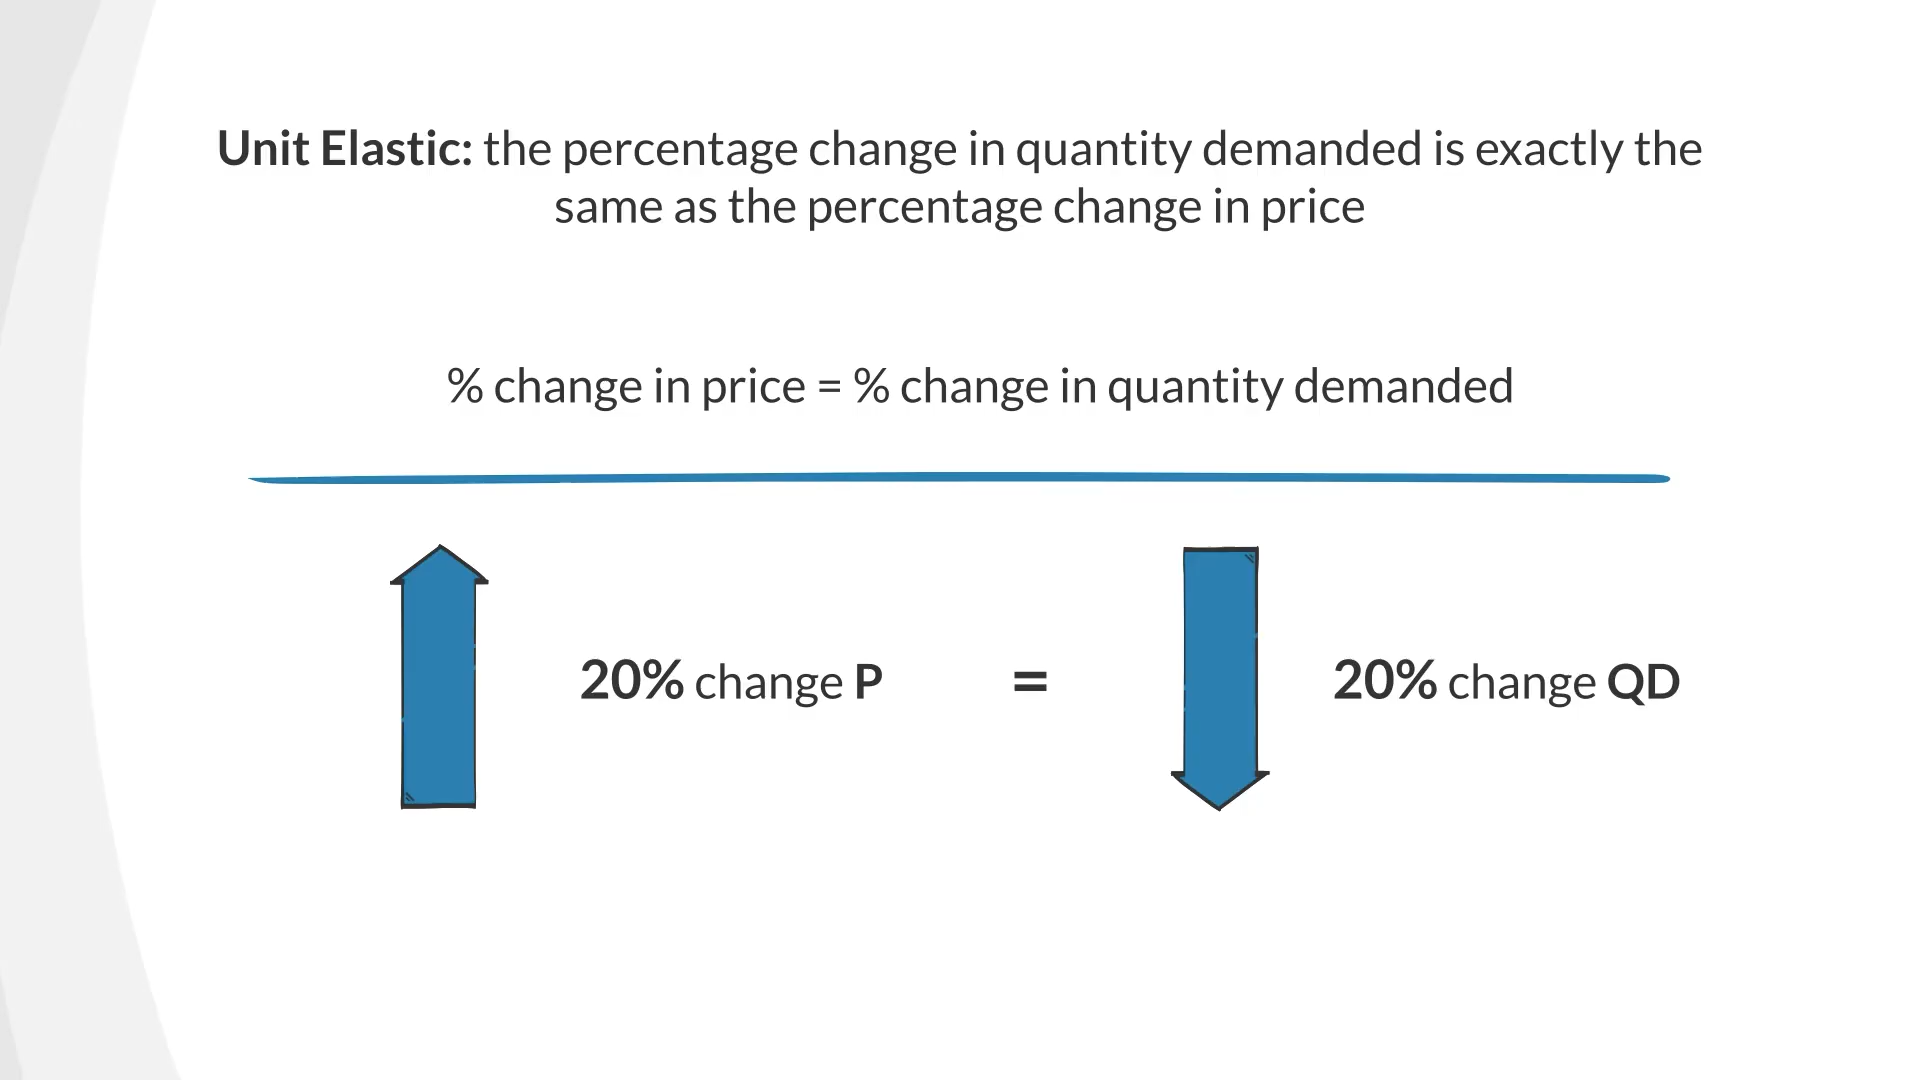 Unit Elastic: the percentage change in quantity demanded is exactly the
same as the percentage change in price
% change in price = % change in quantity demanded
20% change P = 20% change QD